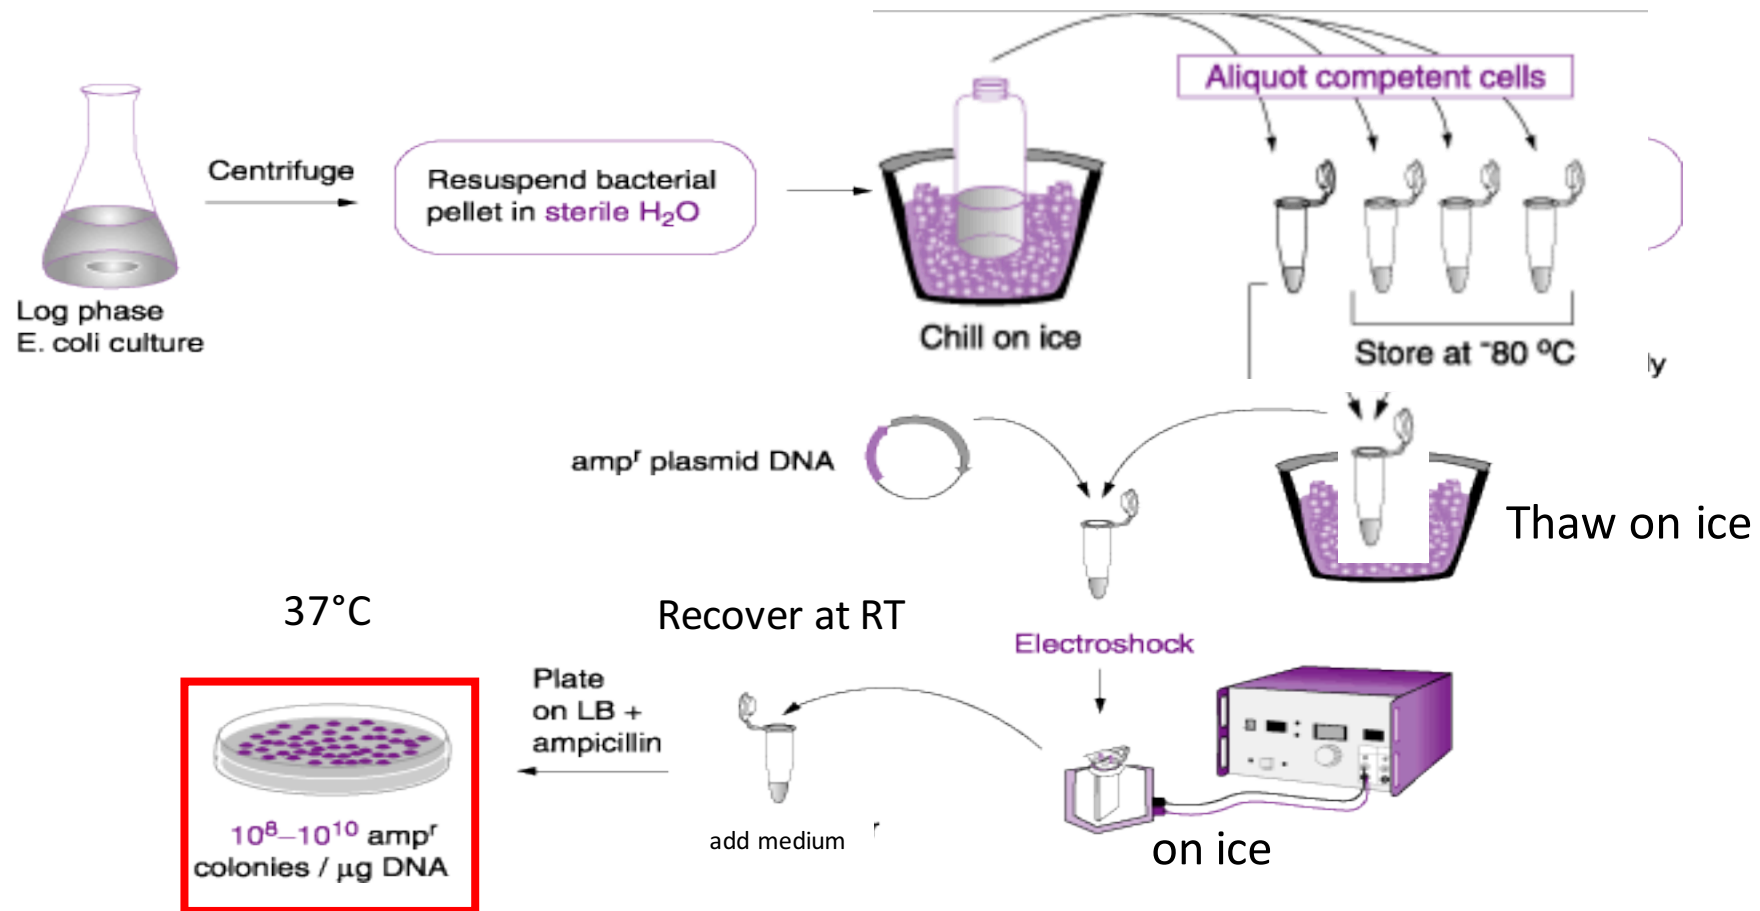 Aliquot competent cells
Centrifuge
Resuspend bacterial
pellet in sterile H₂O
Log phase
E. coli culture
Chill on ice
Store at ⁻80 ºC
ly
ampʳ plasmid DNA
Thaw on ice
37°C
Recover at RT
Electroshock
Plate
on LB +
ampicillin
10⁸–10¹⁰ ampʳ
colonies / µg DNA
add medium
on ice